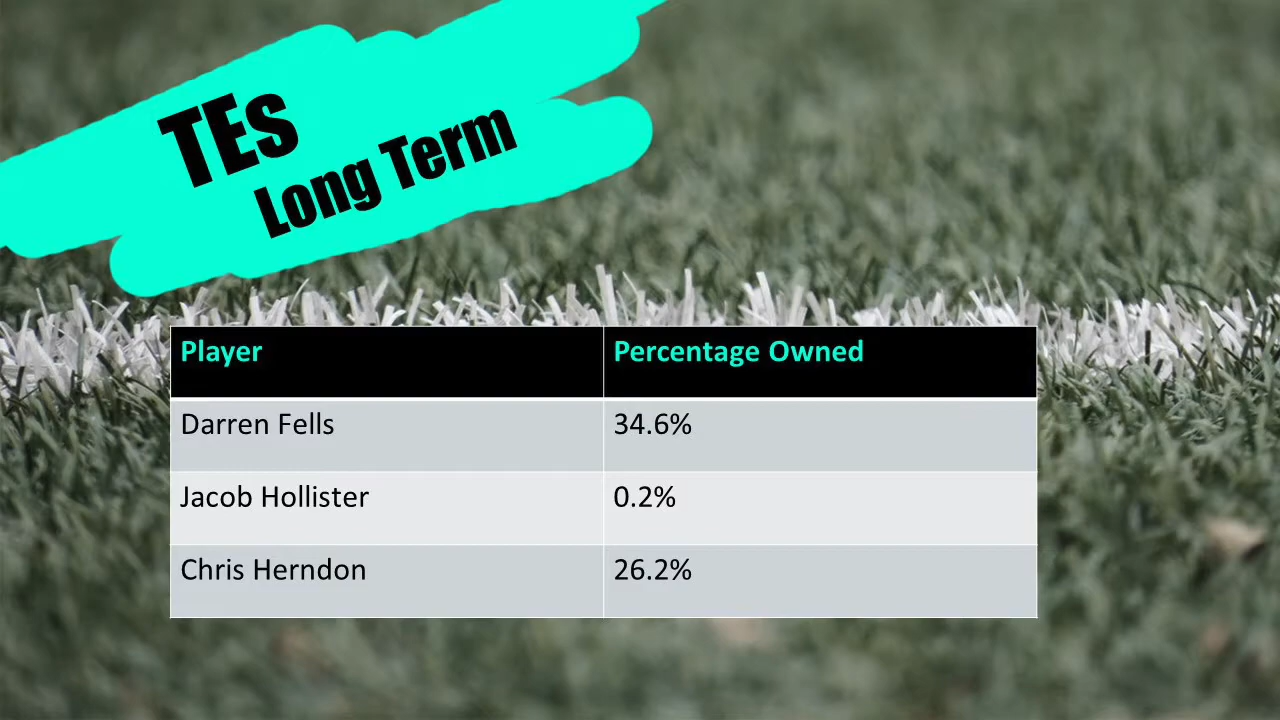 TEs
Long Term
Player Percentage Owned
Darren Fells 34.6%
Jacob Hollister 0.2%
Chris Herndon 26.2%